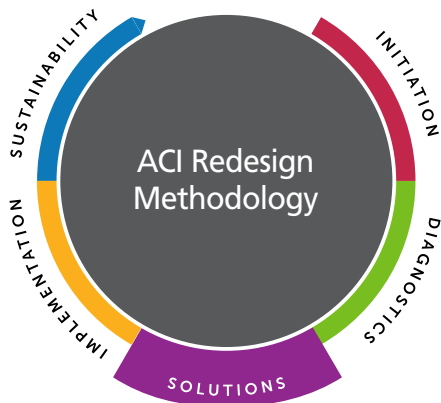 ACI Redesign
Methodology
INITIATION
DIAGNOSTICS
SOLUTIONS
IMPLEMENTATION
SUSTAINABILITY